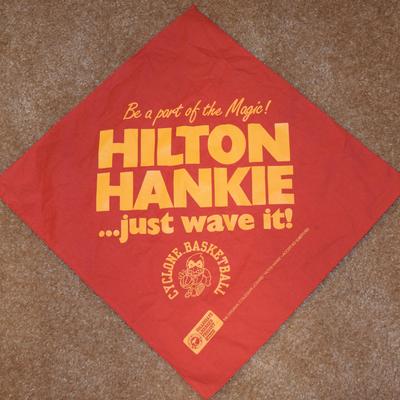 Be a part of the Magic!
HILTON
HANKIE
...just wave it!
CYCLONE BASKETBALL